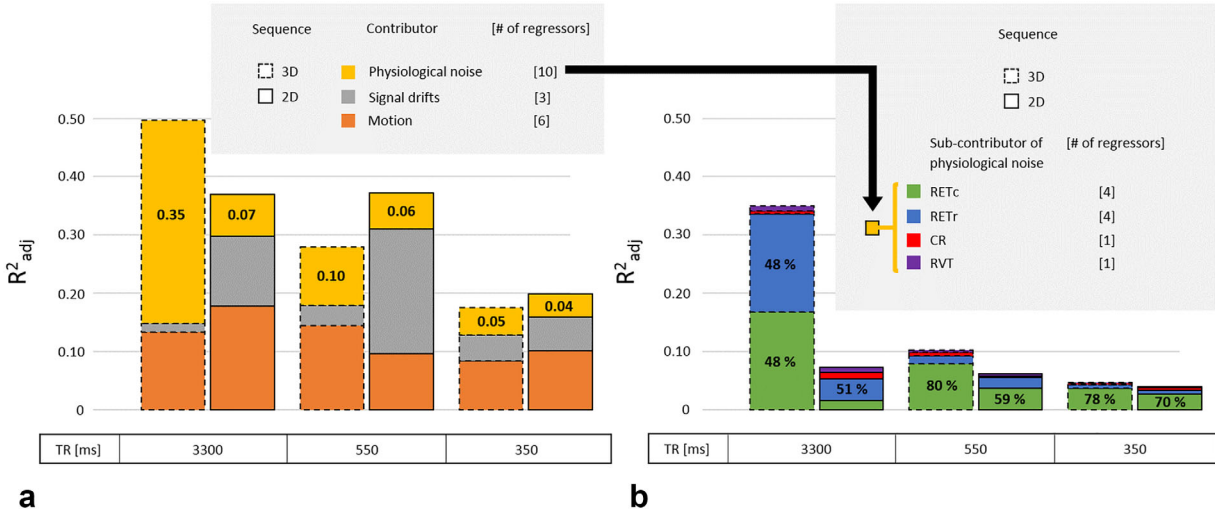 Sequence Contributor [# of regressors]
3D Physiological noise [10]
2D Signal drifts [3]
Motion [6]
R²adj
0.50
0.40
0.30
0.20
0.10
0
0.35
0.07
0.10
0.06
0.05
0.04
TR [ms] 3300 550 350
a
Sequence
3D
2D
Sub-contributor of [# of regressors]
physiological noise
RETc [4]
RETr [4]
CR [1]
RVT [1]
R²adj
0.50
0.40
0.30
0.20
0.10
0
48 %
48 %
51 %
80 %
59 %
78 %
70 %
TR [ms] 3300 550 350
b